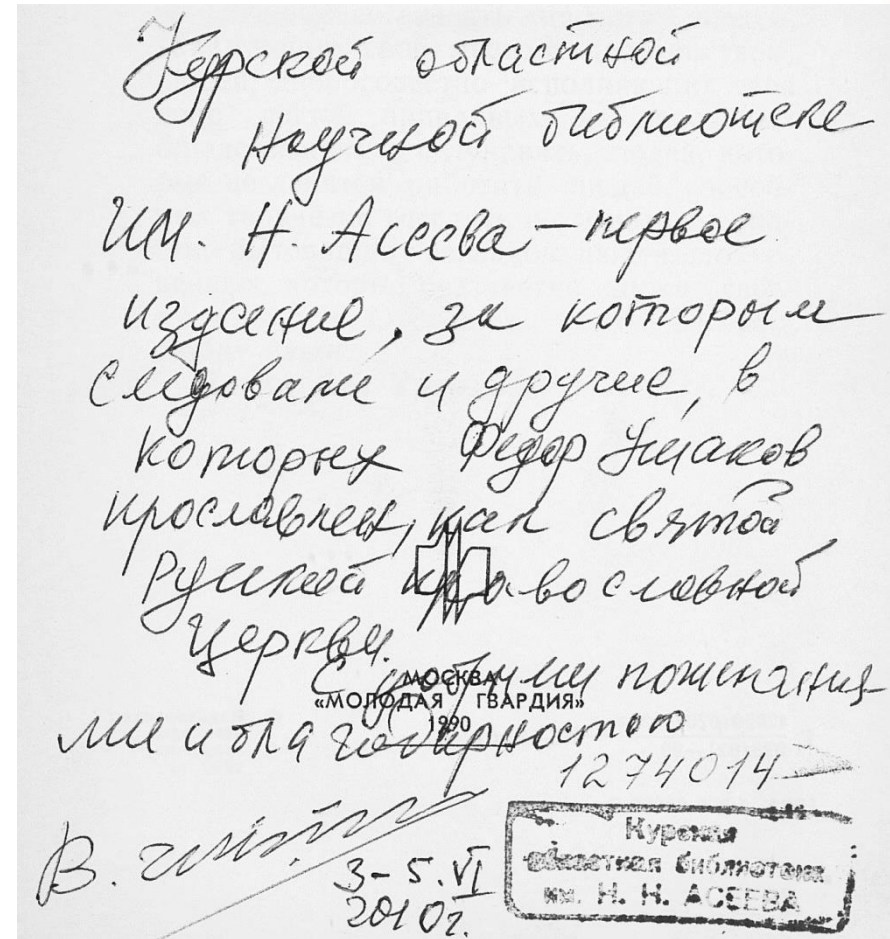 Курской областной
научной библиотеке
им. Н. Асеева – первое
издание, за которым
следовали и другие, в
которых Федор Ушаков
прославлен, как святой
Русской православной
Церкви.
С добрыми пожелания-
МОСКВА
«МОЛОДАЯ ГВАРДИЯ»
1990
ми и благодарностью
1274014
В.
3-5.VI
2010г.
Курская
областная библиотека
им. Н. Н. АСЕЕВА